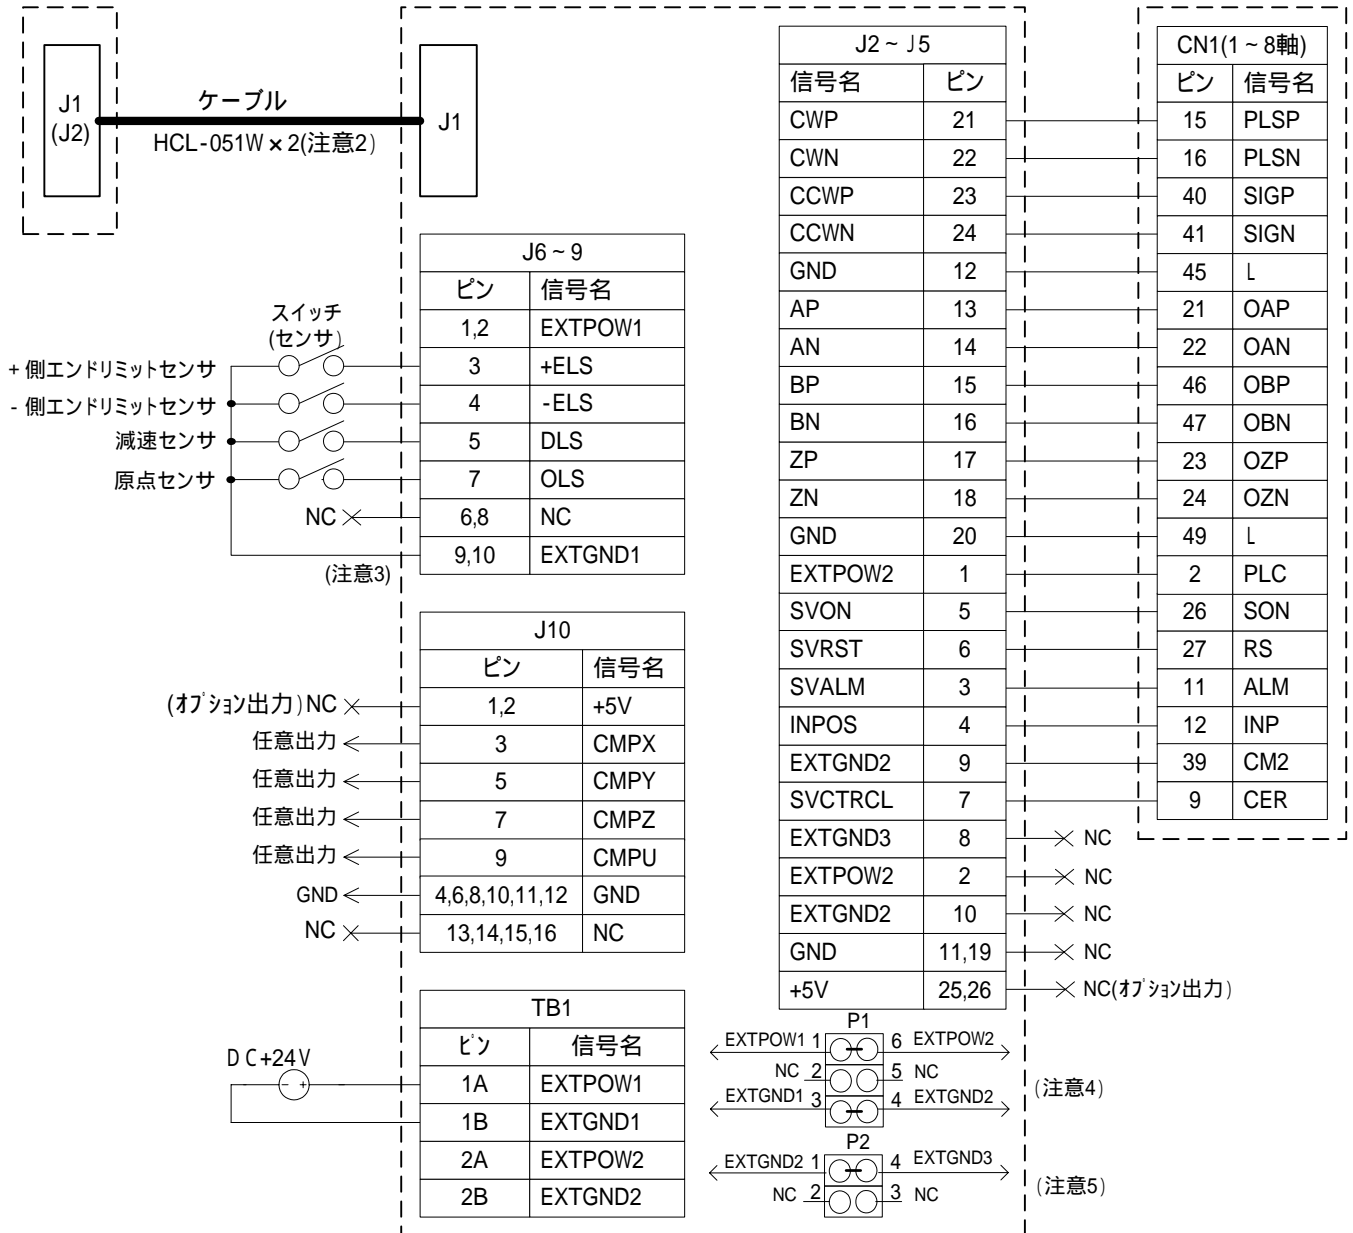 J1
(J2)
ケーブル
HCL-051W×2(注意2)
J1
J6～9
ピン 信号名
スイッチ
(センサ)
1,2 EXTPOW1
+側エンドリミットセンサ 3 +ELS
-側エンドリミットセンサ 4 -ELS
減速センサ 5 DLS
原点センサ 7 OLS
NC 6,8 NC
9,10 EXTGND1
(注意3)
J10
ピン 信号名
(オプション出力)NC 1,2 +5V
任意出力 3 CMPX
任意出力 5 CMPY
任意出力 7 CMPZ
任意出力 9 CMPU
GND 4,6,8,10,11,12 GND
NC 13,14,15,16 NC
TB1
ピン 信号名
DC+24V
- +
1A EXTPOW1
1B EXTGND1
2A EXTPOW2
2B EXTGND2
J2～J5 CN1(1～8軸)
信号名 ピン ピン 信号名
CWP 21 15 PLSP
CWN 22 16 PLSN
CCWP 23 40 SIGP
CCWN 24 41 SIGN
GND 12 45 L
AP 13 21 OAP
AN 14 22 OAN
BP 15 46 OBP
BN 16 47 OBN
ZP 17 23 OZP
ZN 18 24 OZN
GND 20 49 L
EXTPOW2 1 2 PLC
SVON 5 26 SON
SVRST 6 27 RS
SVALM 3 11 ALM
INPOS 4 12 INP
EXTGND2 9 39 CM2
SVCTRCL 7 9 CER
EXTGND3 8 NC
EXTPOW2 2 NC
EXTGND2 10 NC
GND 11,19 NC
+5V 25,26 NC(オプション出力)
P1
EXTPOW1 1 6 EXTPOW2
NC 2 5 NC
EXTGND1 3 4 EXTGND2
(注意4)
P2
EXTGND2 1 4 EXTGND3
NC 2 3 NC
(注意5)